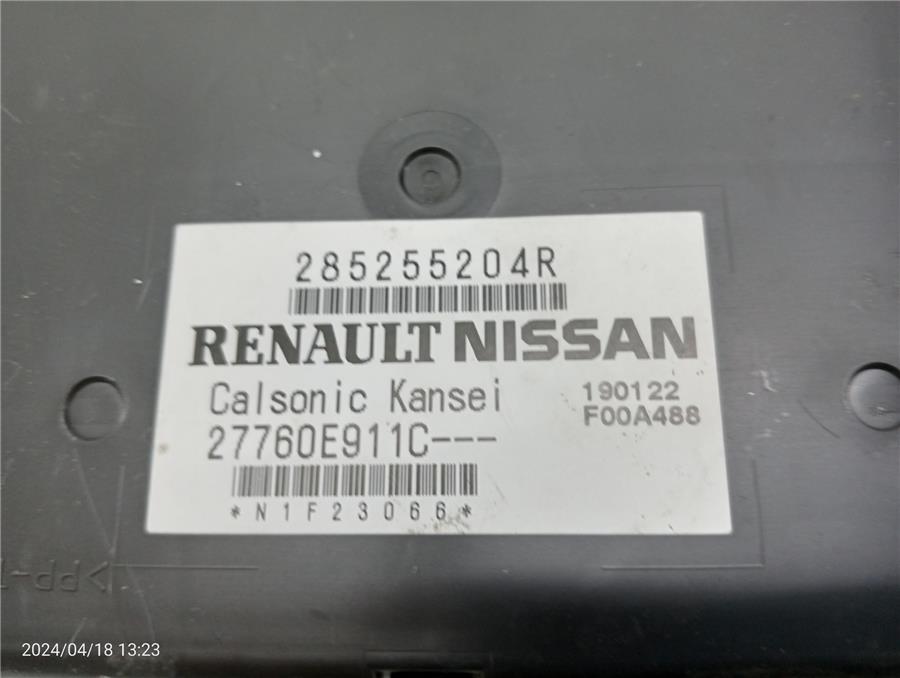 285255204R
RENAULT NISSAN
Calsonic Kansei
190122
F00A488
27760E911C---
*N1F23066*
2024/04/18 13:23